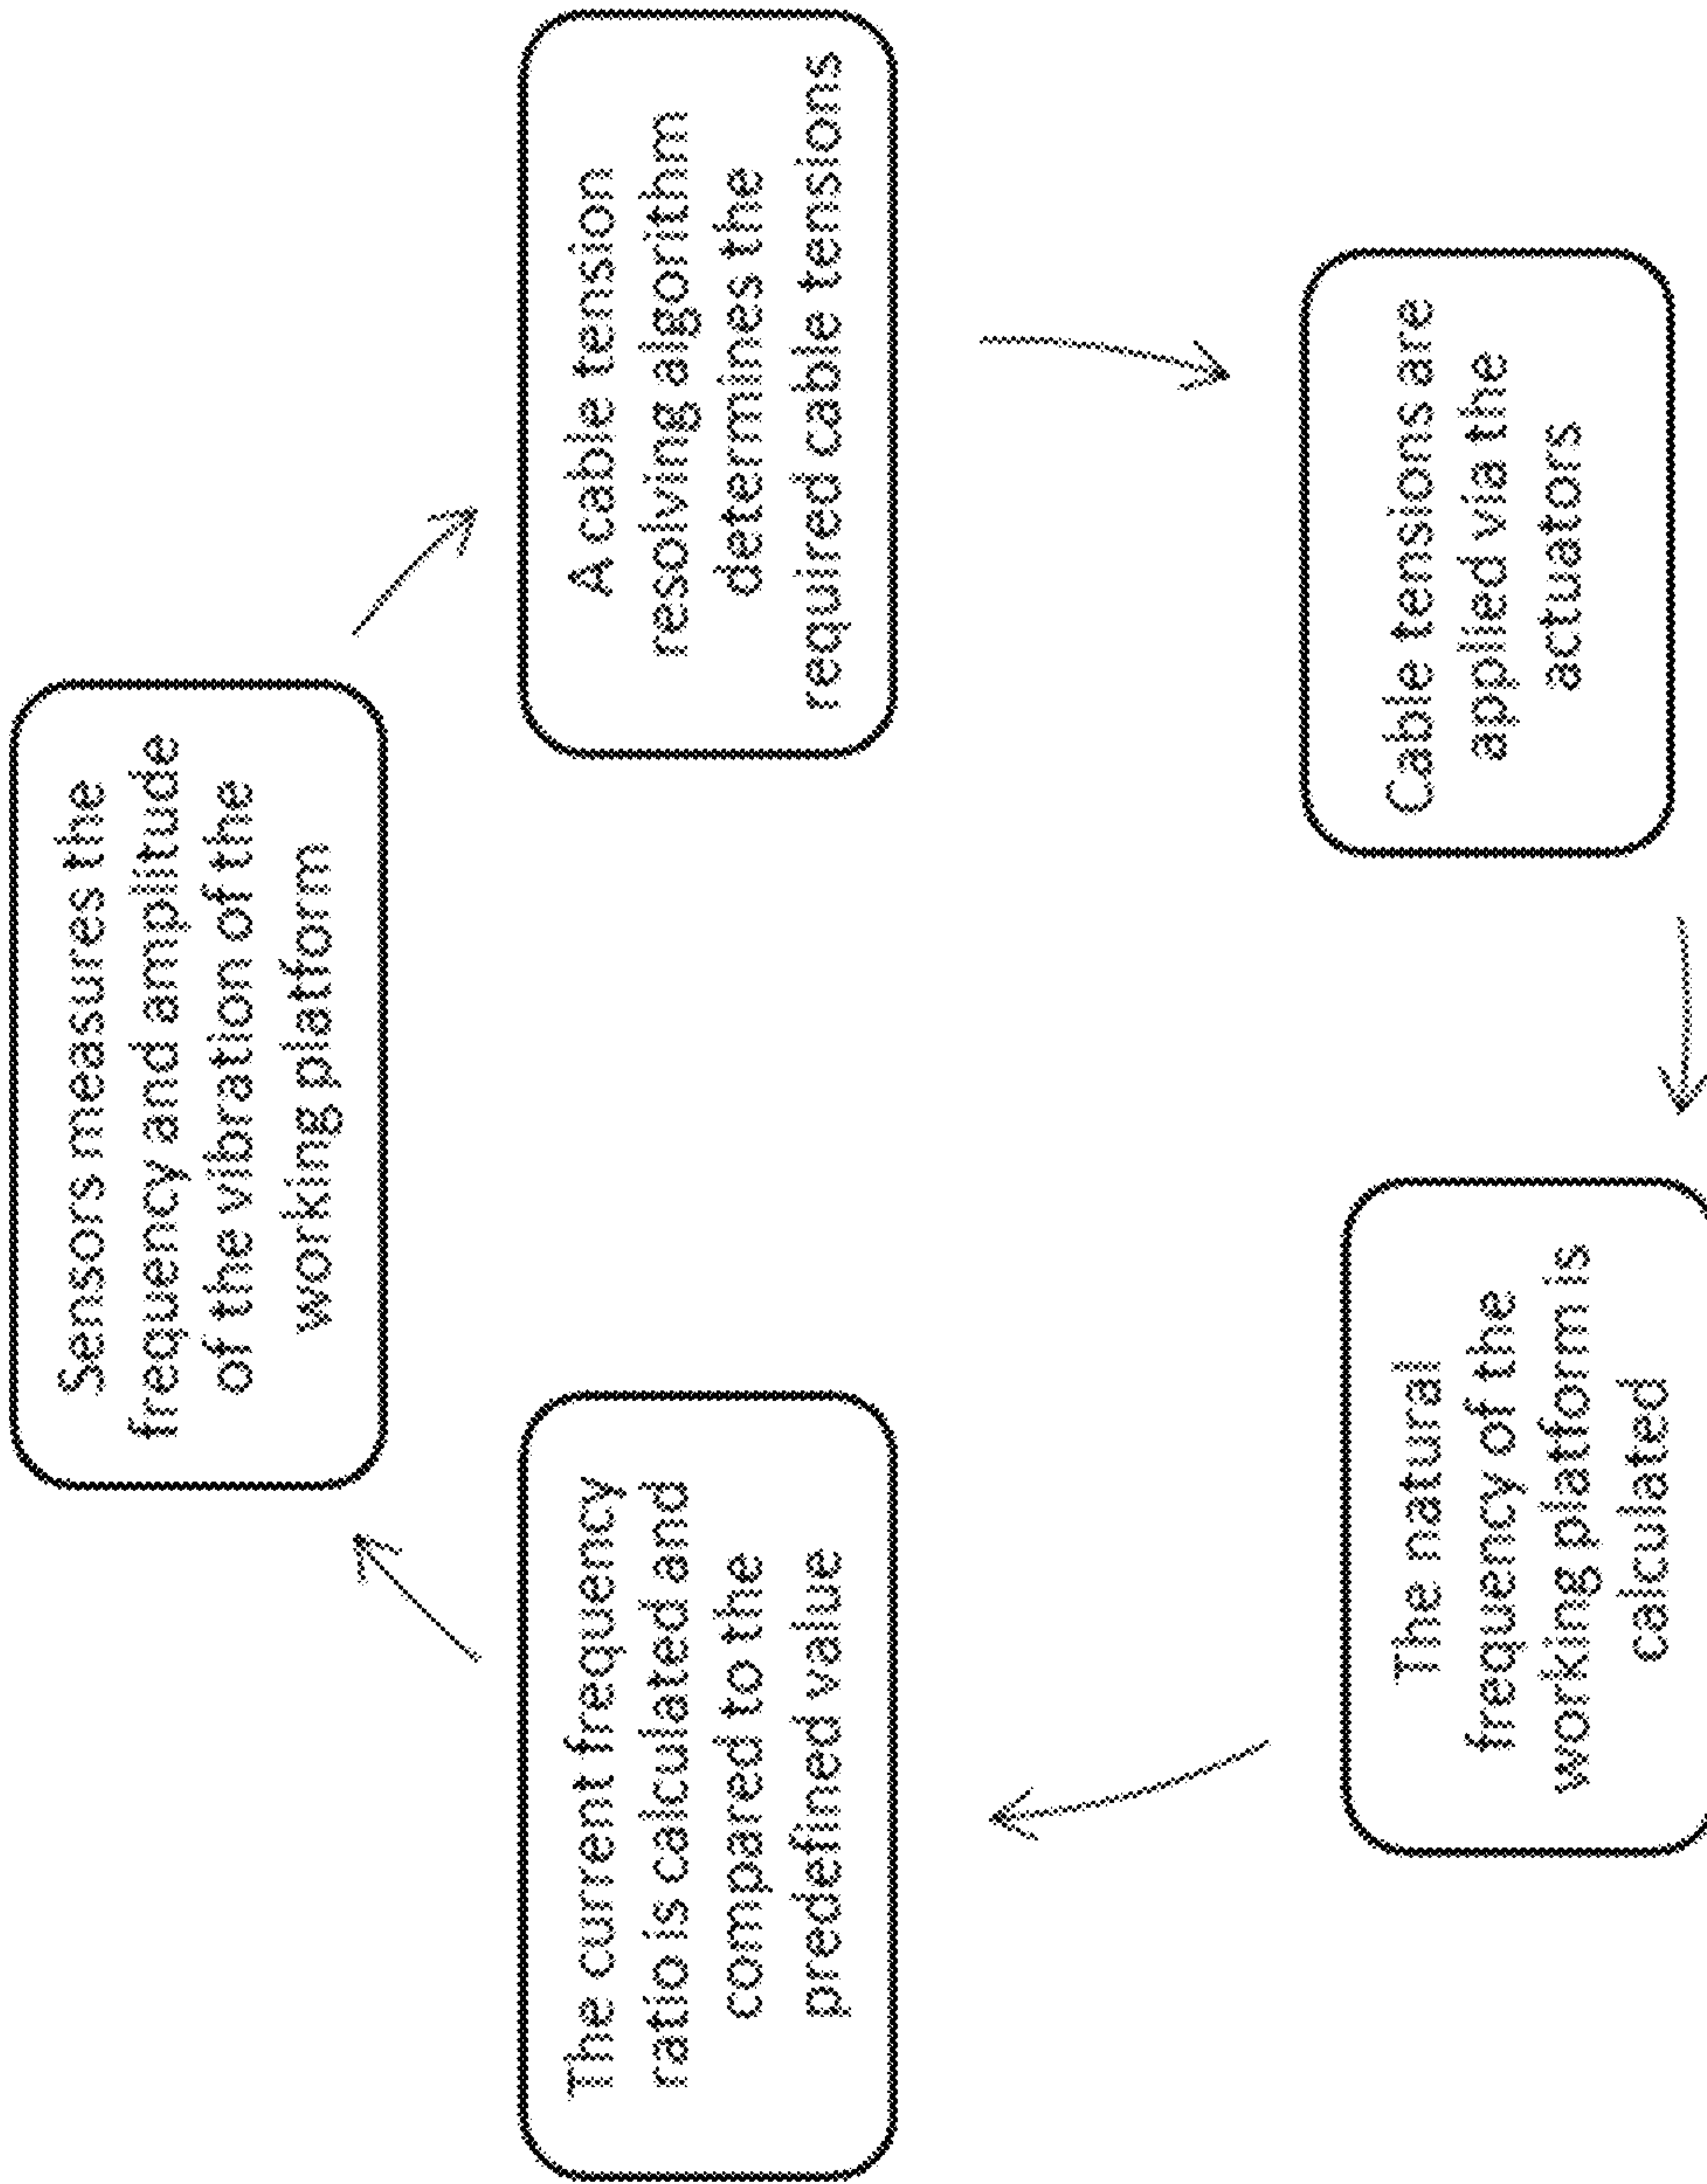 Sensors measures the
frequency and amplitude
of the vibration of the
working platform
A cable tension
resolving algorithm
determines the
required cable tensions
Cable tensions are
applied via the
actuators
The natural
frequency of the
working platform is
calculated
The current frequency
ratio is calculated and
compared to the
predefined value